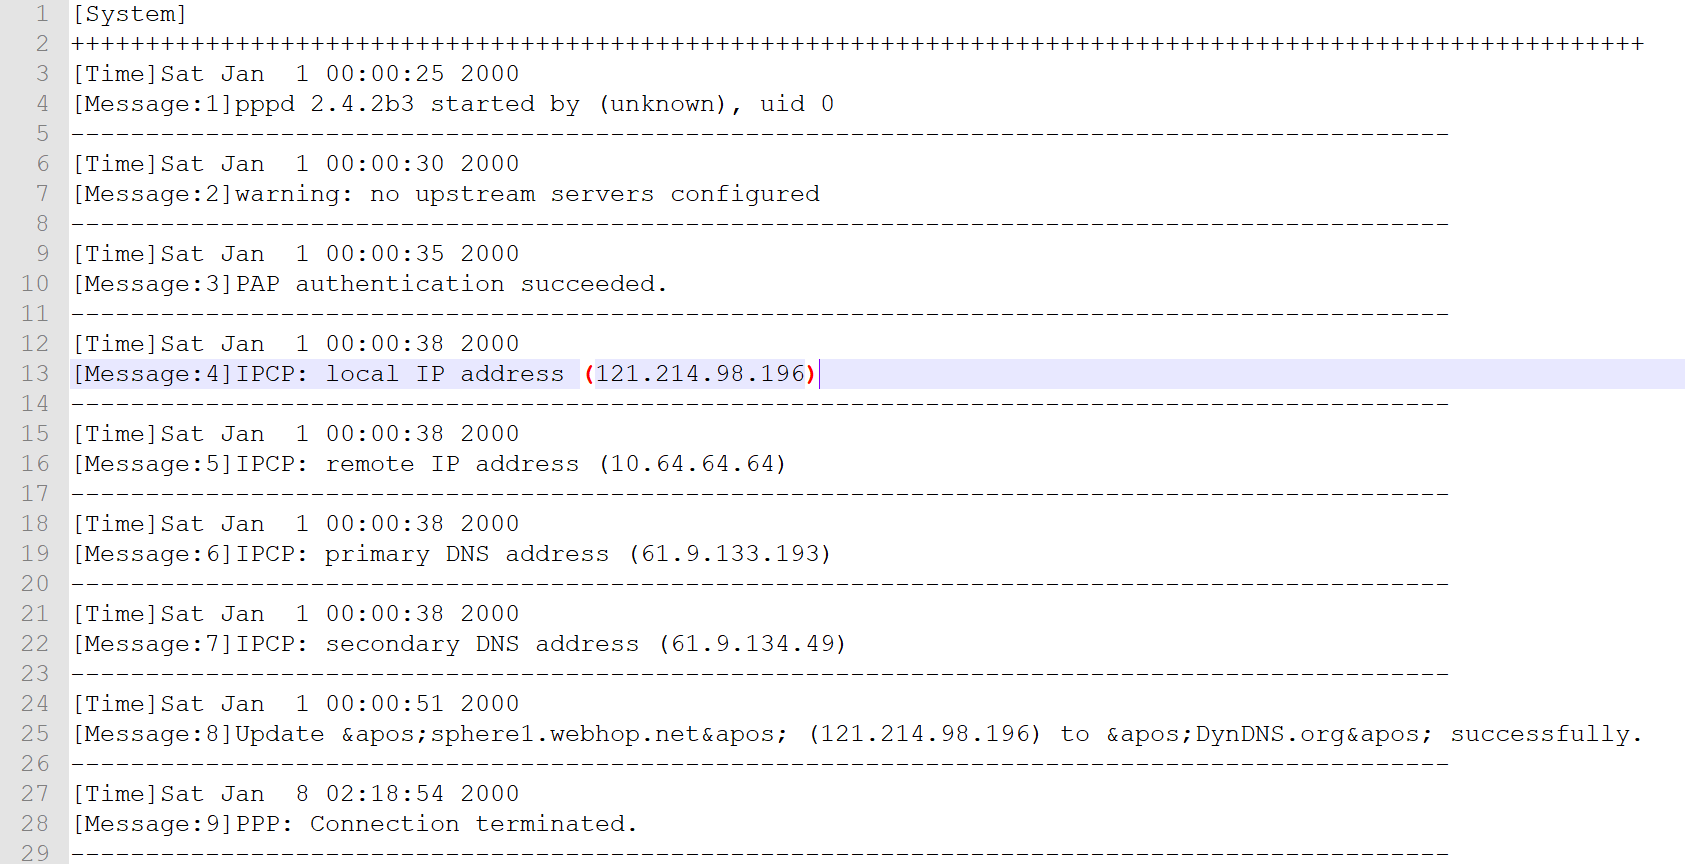 1 [System]
2 +++++++++++++++++++++++++++++++++++++++++++++++++++++++++++++++++++++++++++++++++++++++++++++++++++++++++
3 [Time]Sat Jan  1 00:00:25 2000
4 [Message:1]pppd 2.4.2b3 started by (unknown), uid 0
5 --------------------------------------------------------------------------------------------
6 [Time]Sat Jan  1 00:00:30 2000
7 [Message:2]warning: no upstream servers configured
8 --------------------------------------------------------------------------------------------
9 [Time]Sat Jan  1 00:00:35 2000
10 [Message:3]PAP authentication succeeded.
11 --------------------------------------------------------------------------------------------
12 [Time]Sat Jan  1 00:00:38 2000
13 [Message:4]IPCP: local IP address (121.214.98.196)
14 --------------------------------------------------------------------------------------------
15 [Time]Sat Jan  1 00:00:38 2000
16 [Message:5]IPCP: remote IP address (10.64.64.64)
17 --------------------------------------------------------------------------------------------
18 [Time]Sat Jan  1 00:00:38 2000
19 [Message:6]IPCP: primary DNS address (61.9.133.193)
20 --------------------------------------------------------------------------------------------
21 [Time]Sat Jan  1 00:00:38 2000
22 [Message:7]IPCP: secondary DNS address (61.9.134.49)
23 --------------------------------------------------------------------------------------------
24 [Time]Sat Jan  1 00:00:51 2000
25 [Message:8]Update &apos;sphere1.webhop.net&apos; (121.214.98.196) to &apos;DynDNS.org&apos; successfully.
26 --------------------------------------------------------------------------------------------
27 [Time]Sat Jan  8 02:18:54 2000
28 [Message:9]PPP: Connection terminated.
29 --------------------------------------------------------------------------------------------